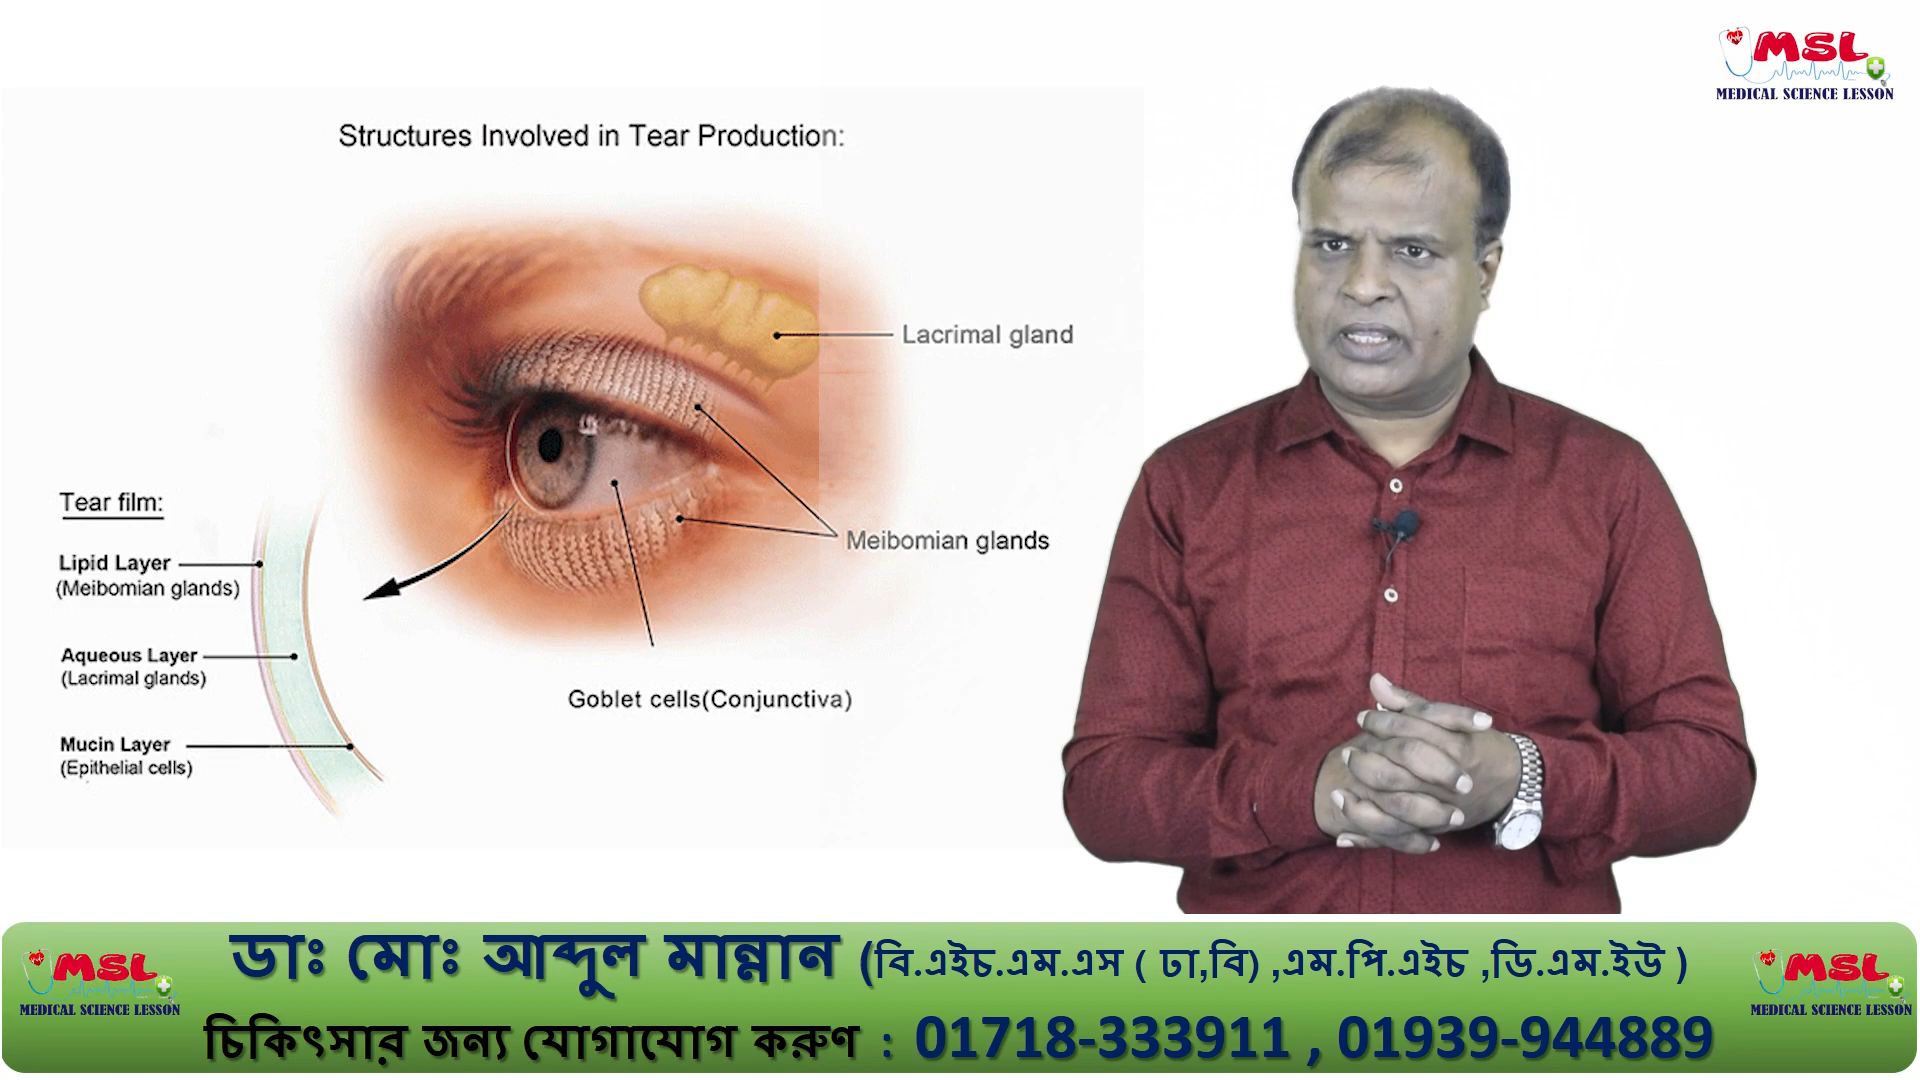 MSL
MEDICAL SCIENCE LESSON
Structures Involved in Tear Production:
Lacrimal gland
Meibomian glands
Goblet cells(Conjunctiva)
Tear film:
Lipid Layer
(Meibomian glands)
Aqueous Layer
(Lacrimal glands)
Mucin Layer
(Epithelial cells)
MSL
MEDICAL SCIENCE LESSON
ডাঃ মোঃ আব্দুল মান্নান (বি.এইচ.এম.এস ( ঢা,বি) ,এম.পি.এইচ ,ডি.এম.ইউ )
চিকিৎসার জন্য যোগাযোগ করুণ : 01718-333911 , 01939-944889
MSL
MEDICAL SCIENCE LESSON